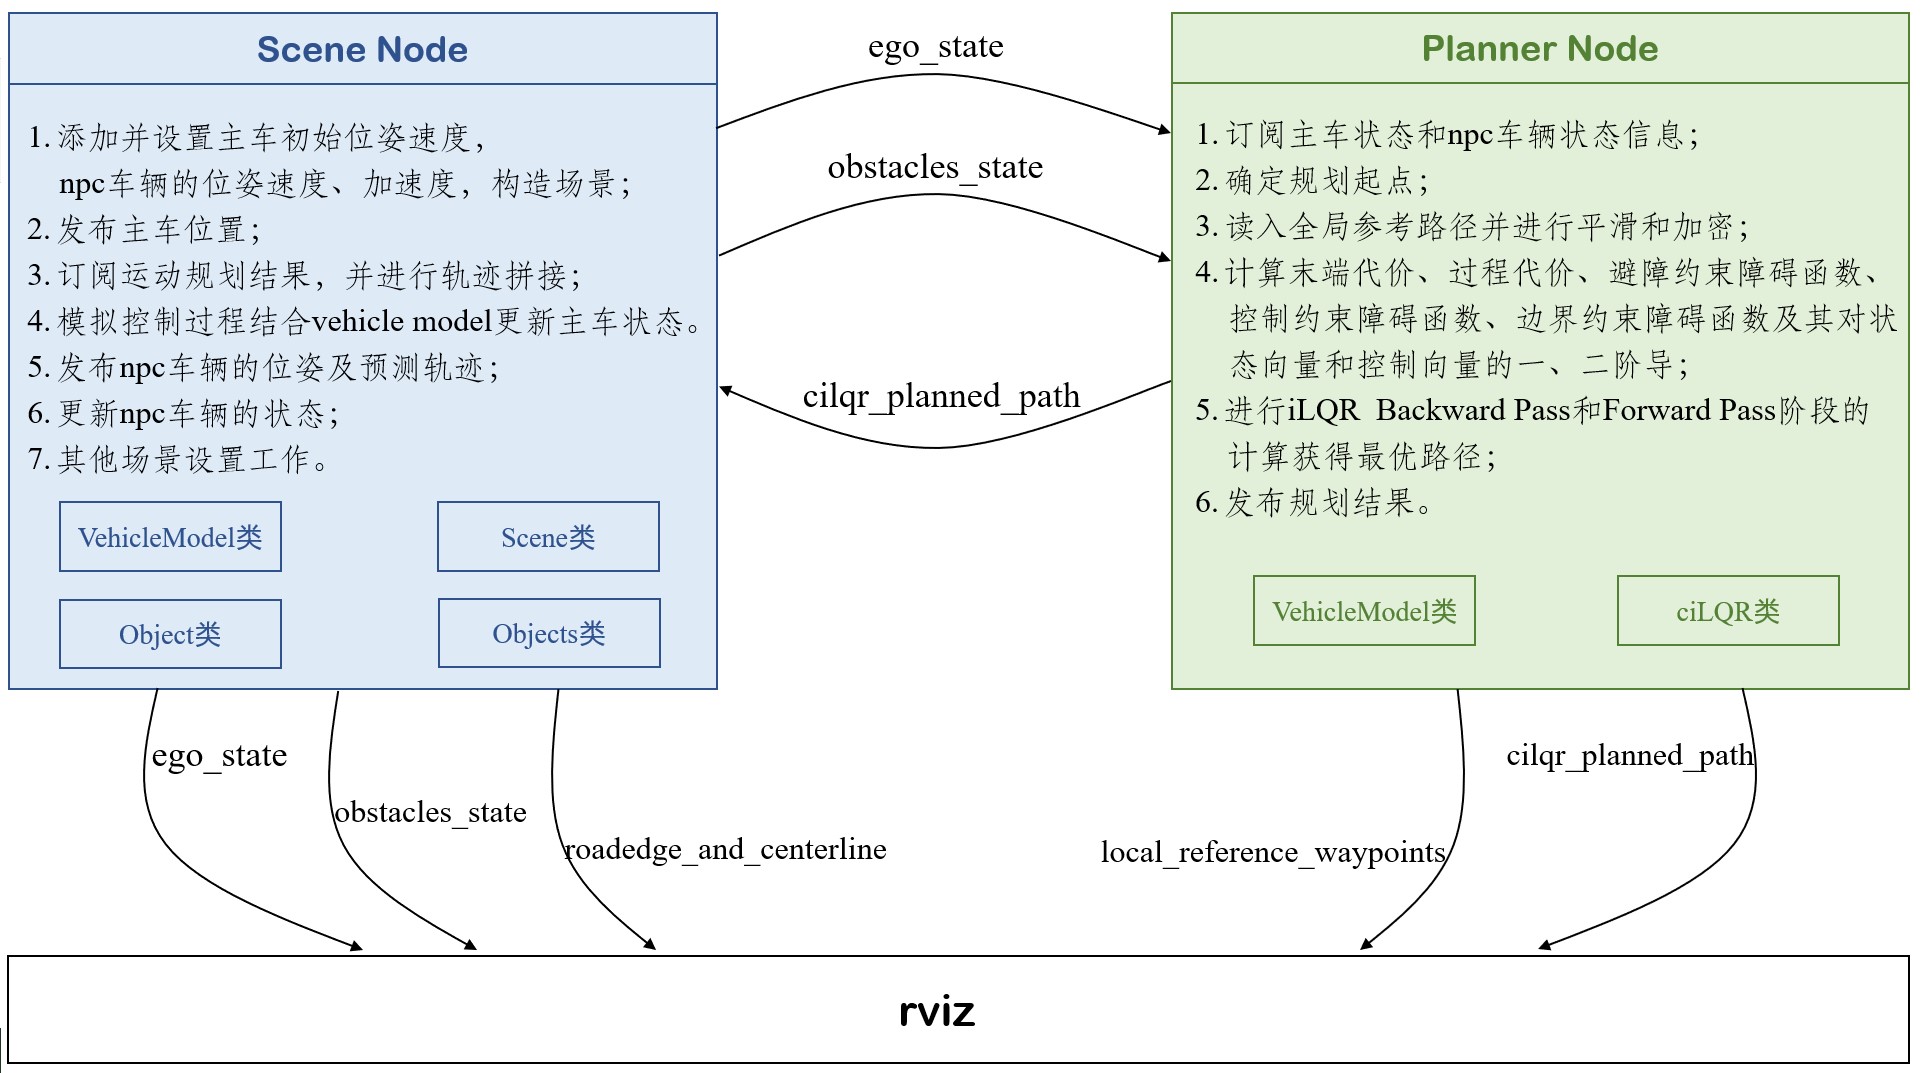 Scene Node
1. 添加并设置主车初始位姿速度，
npc车辆的位姿速度、加速度，构造场景；
2. 发布主车位置；
3. 订阅运动规划结果，并进行轨迹拼接；
4. 模拟控制过程结合vehicle model更新主车状态。
5. 发布npc车辆的位姿及预测轨迹；
6. 更新npc车辆的状态；
7. 其他场景设置工作。
VehicleModel类
Scene类
Object类
Objects类
ego_state
obstacles_state
cilqr_planned_path
Planner Node
1. 订阅主车状态和npc车辆状态信息；
2. 确定规划起点；
3. 读入全局参考路径并进行平滑和加密；
4. 计算末端代价、过程代价、避障约束障碍函数、
控制约束障碍函数、边界约束障碍函数及其对状
态向量和控制向量的一、二阶导；
5. 进行iLQR Backward Pass和Forward Pass阶段的
计算获得最优路径；
6. 发布规划结果。
VehicleModel类
ciLQR类
ego_state
obstacles_state
roadedge_and_centerline
local_reference_waypoints
cilqr_planned_path
rviz